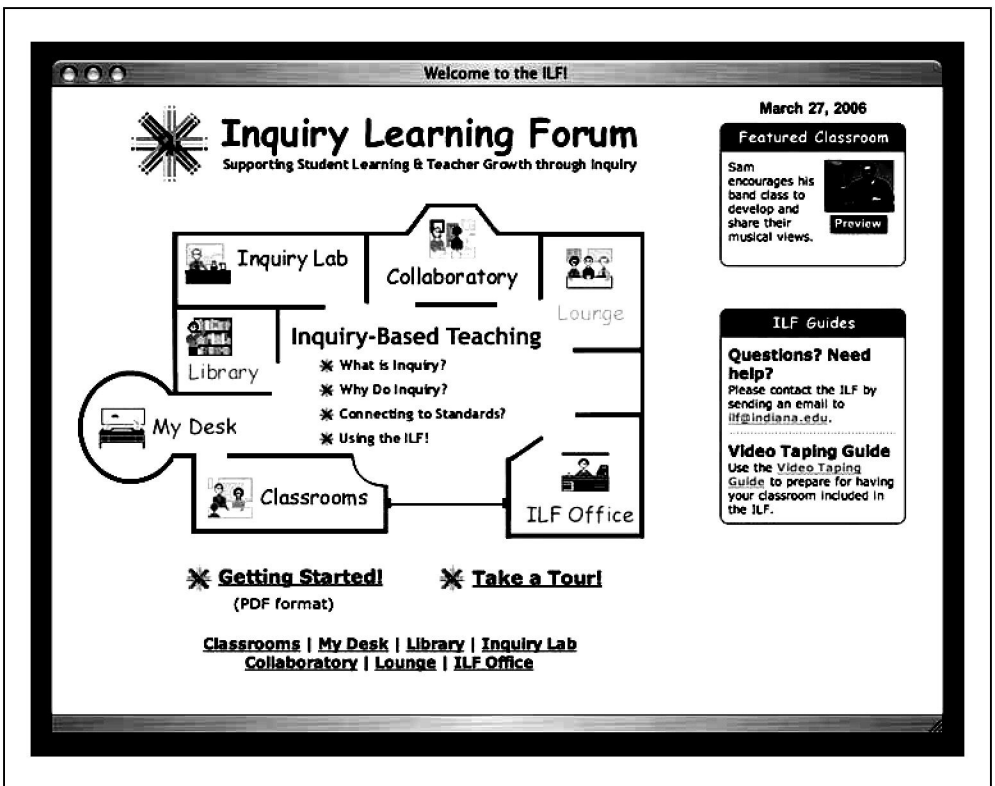 Welcome to the ILF!
March 27, 2006
Inquiry Learning Forum
Supporting Student Learning & Teacher Growth through Inquiry
Featured Classroom
Sam
encourages his
band class to
develop and
share their
musical views.
Preview
Inquiry Lab
Collaboratory
Lounge
Library
Inquiry-Based Teaching
What is Inquiry?
Why Do Inquiry?
Connecting to Standards?
Using the ILF!
My Desk
Classrooms
ILF Office
ILF Guides
Questions? Need
help?
Please contact the ILF by
sending an email to
ilf@indiana.edu.
Video Taping Guide
Use the Video Taping
Guide to prepare for having
your classroom included in
the ILF.
Getting Started!
(PDF format)
Take a Tour!
Classrooms | My Desk | Library | Inquiry Lab
Collaboratory | Lounge | ILF Office